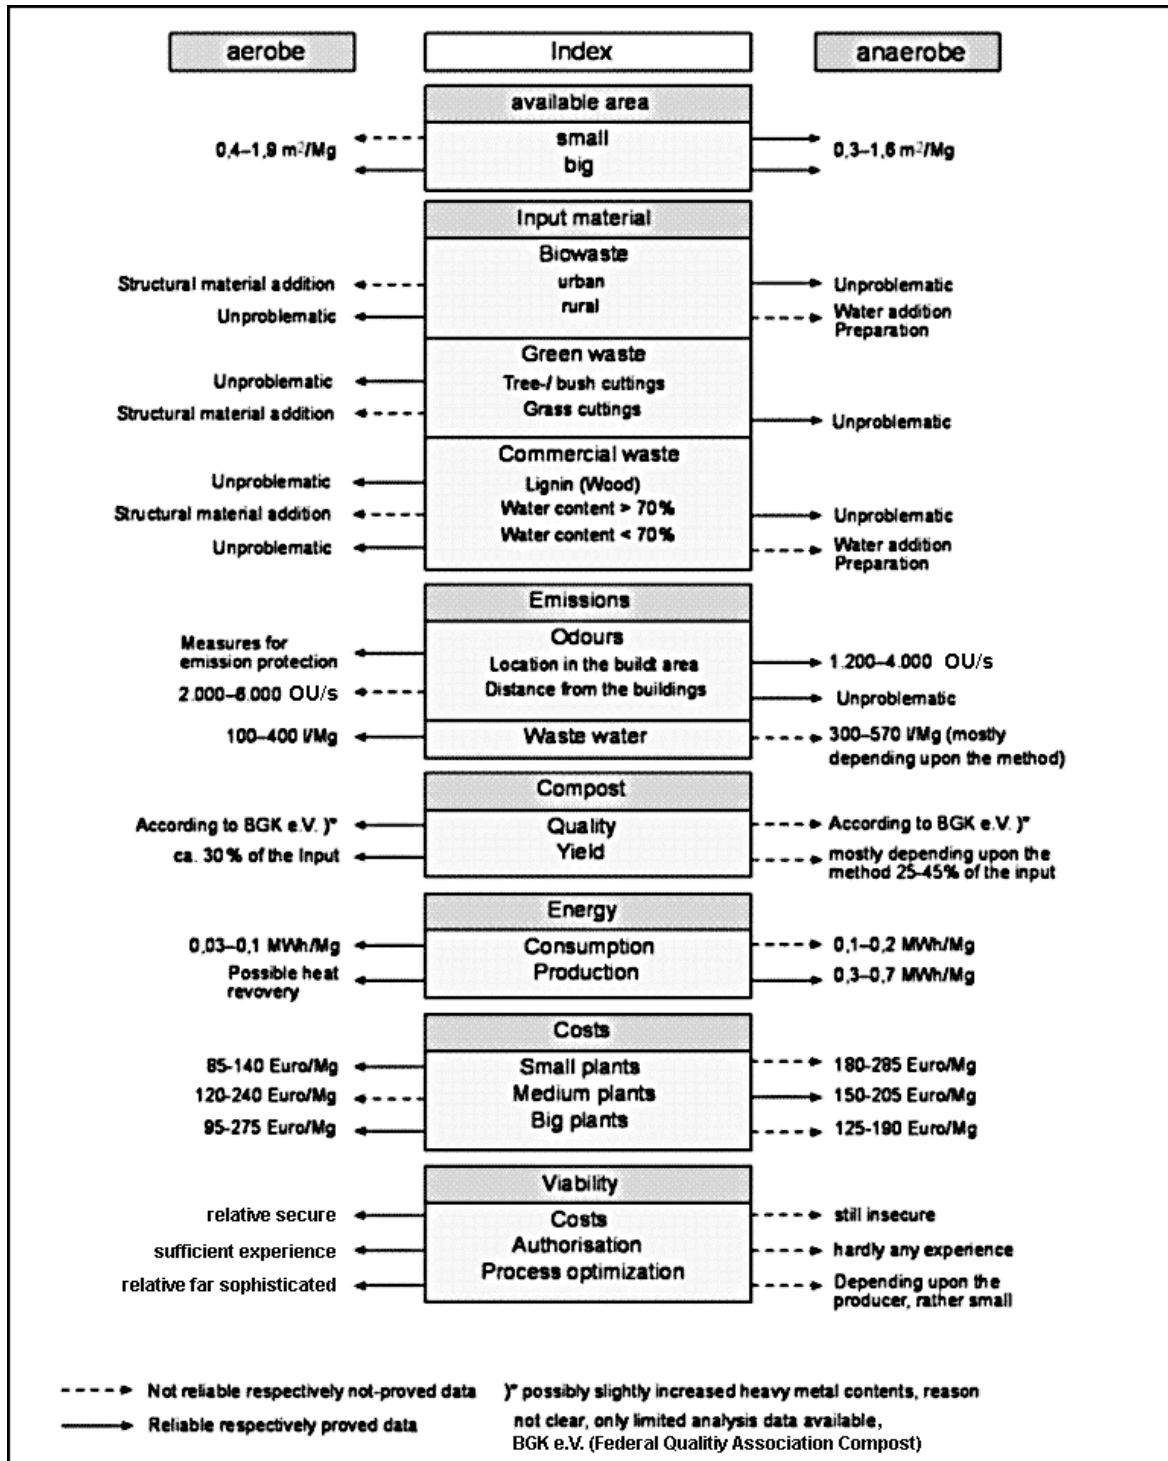 aerobe Index anaerobe
available area
0,4–1,9 m²/Mg small 0,3–1,6 m²/Mg
big
Input material
Biowaste
Structural material addition urban Unproblematic
Unproblematic rural Water addition
Preparation
Green waste
Unproblematic Tree-/ bush cuttings
Structural material addition Grass cuttings Unproblematic
Commercial waste
Unproblematic Lignin (Wood)
Structural material addition Water content > 70% Unproblematic
Unproblematic Water content < 70% Water addition
Preparation
Emissions
Odours
Measures for
emission protection Location in the buildt area 1.200–4.000 OU/s
2.000–6.000 OU/s Distance from the buildings Unproblematic
100–400 l/Mg Waste water 300–570 l/Mg (mostly
depending upon the method)
Compost
According to BGK e.V. )* Quality According to BGK e.V. )*
ca. 30% of the Input Yield mostly depending upon the
method 25-45% of the input
Energy
0,03–0,1 MWh/Mg Consumption 0,1–0,2 MWh/Mg
Possible heat Production 0,3–0,7 MWh/Mg
revovery
Costs
85-140 Euro/Mg Small plants 180-285 Euro/Mg
120-240 Euro/Mg Medium plants 150-205 Euro/Mg
95-275 Euro/Mg Big plants 125-190 Euro/Mg
Viability
relative secure Costs still insecure
sufficient experience Authorisation hardly any experience
relative far sophisticated Process optimization Depending upon the
producer, rather small
Not reliable respectively not-proved data )* possibly slightly increased heavy metal contents, reason
Reliable respectively proved data not clear, only limited analysis data available,
BGK e.V. (Federal Qualitiy Association Compost)